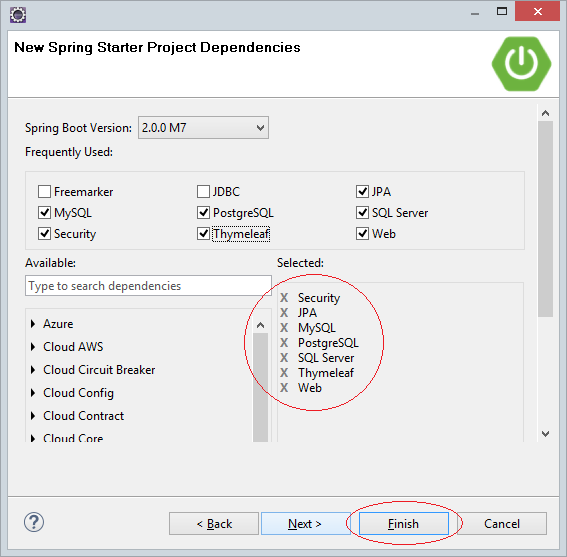 New Spring Starter Project Dependencies
Spring Boot Version: 2.0.0 M7
Frequently Used:
Freemarker JDBC JPA
MySQL PostgreSQL SQL Server
Security Thymeleaf Web
Available: Selected:
Type to search dependencies
Azure
Cloud AWS
Cloud Circuit Breaker
Cloud Config
Cloud Contract
Cloud Core
X Security
X JPA
X MySQL
X PostgreSQL
X SQL Server
X Thymeleaf
X Web
? < Back Next > Finish Cancel